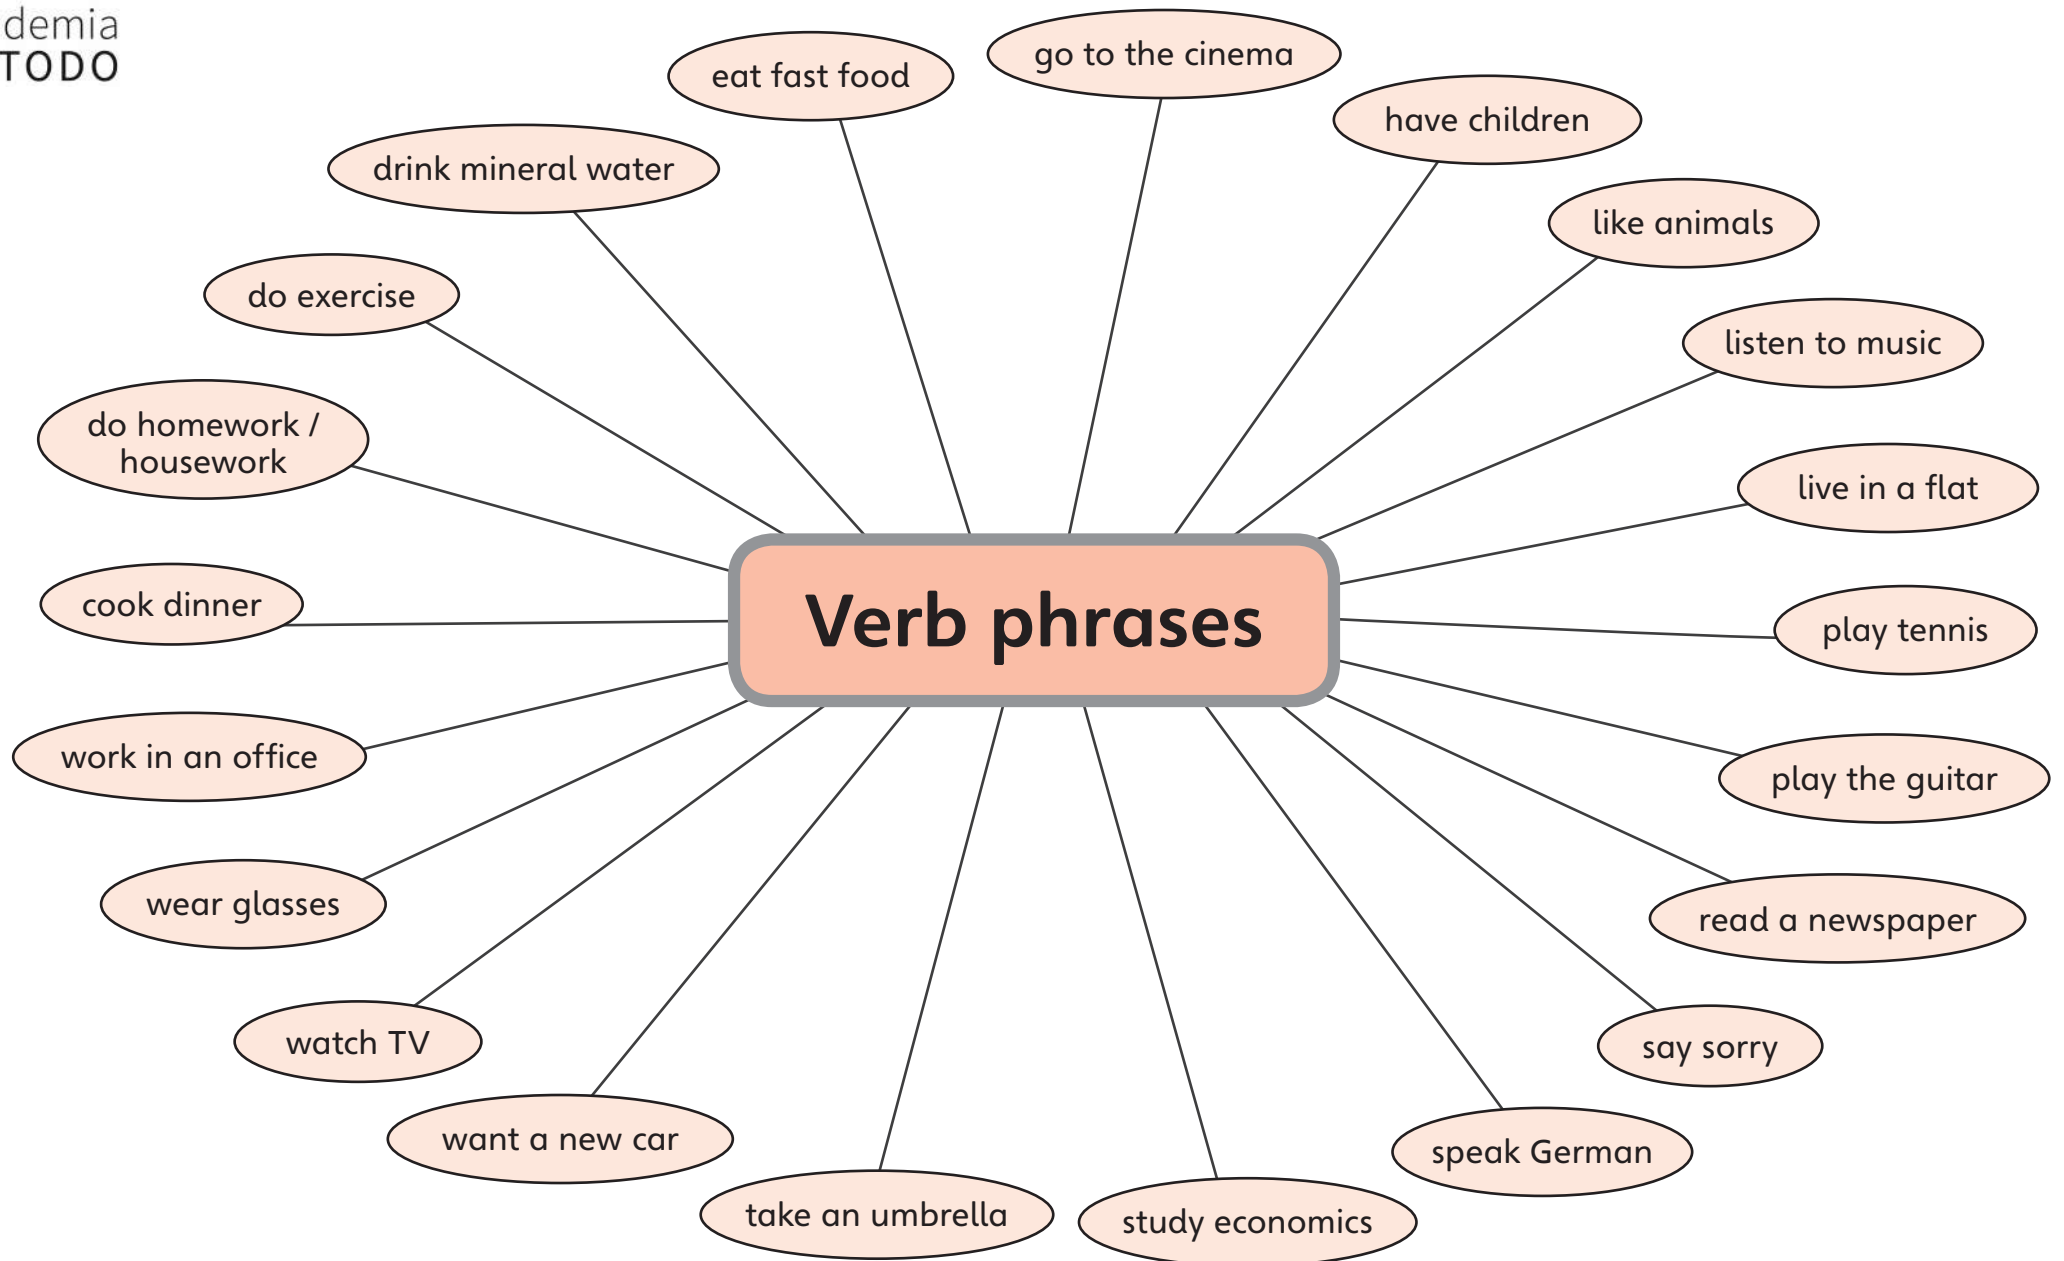 demia
TODO
go to the cinema
eat fast food
have children
drink mineral water
like animals
do exercise
listen to music
do homework /
housework
live in a flat
cook dinner
Verb phrases
play tennis
work in an office
play the guitar
wear glasses
read a newspaper
watch TV
say sorry
want a new car
speak German
take an umbrella
study economics